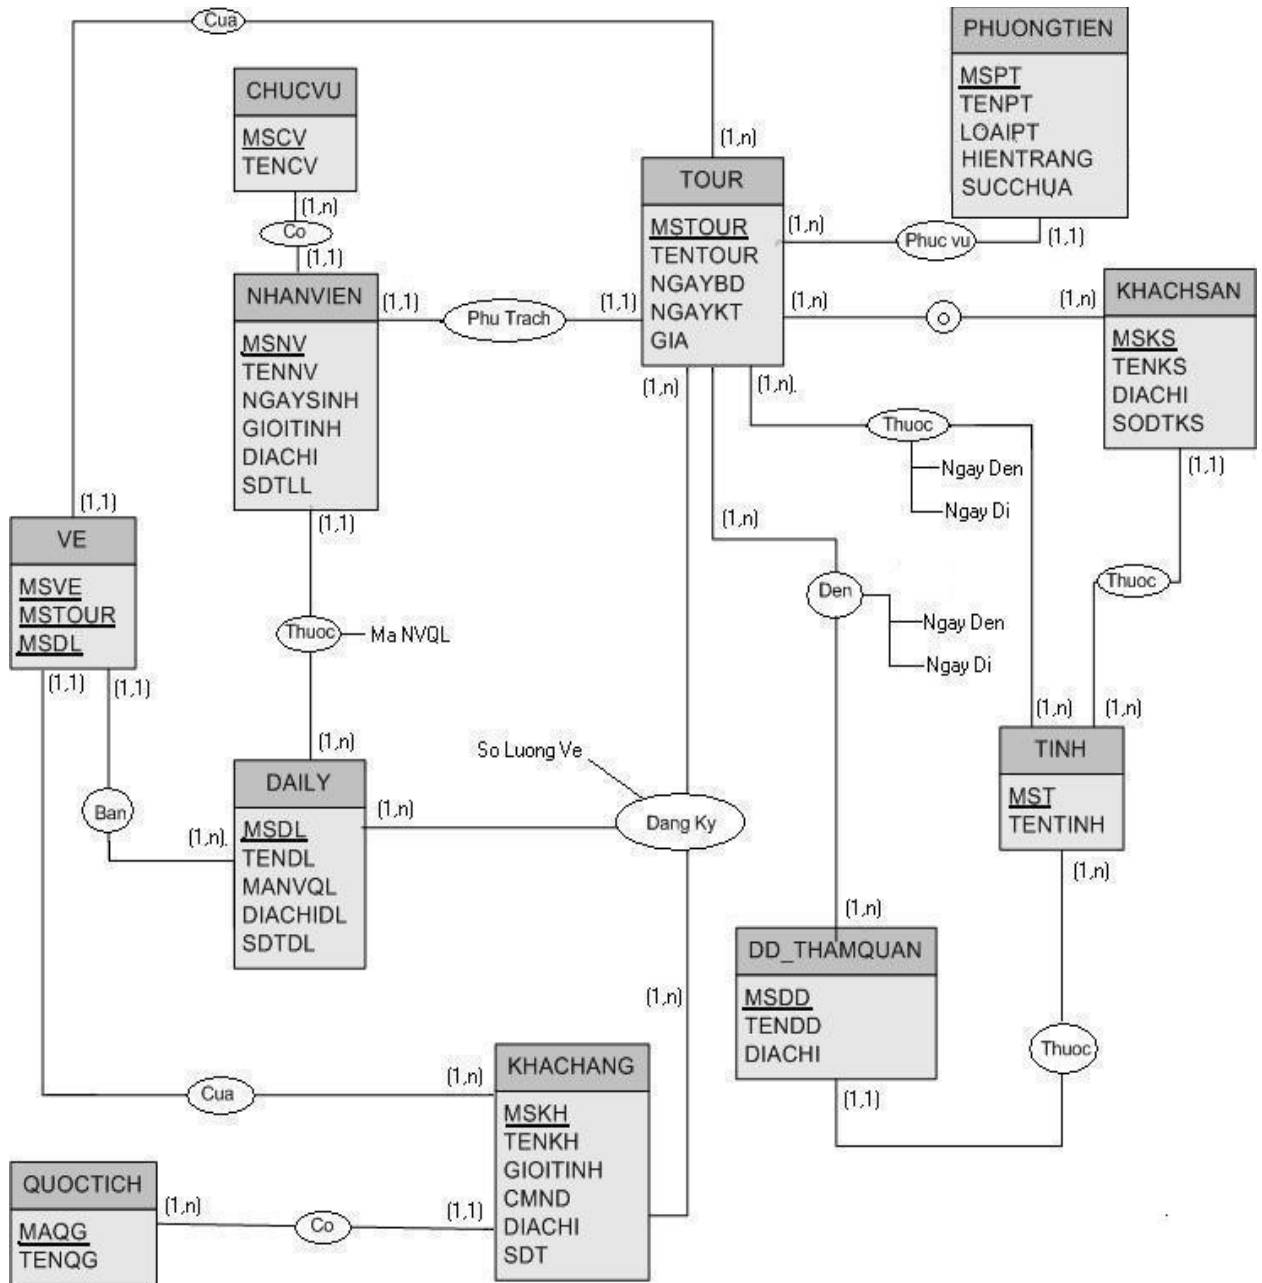 Cua
PHUONGTIEN
MSPT
TENPT
LOAIPT
HIENTRANG
SUCCHỤA
CHUCVU
MSCV
TENCV
(1,n)
Co
(1,1)
(1,n)
TOUR
MSTOUR
TENTOUR
NGAYBD
NGAYKT
GIA
(1,n)
Phuc vu
(1,1)
NHANVIEN
MSNV
TENNV
NGAYSINH
GIOITINH
DIACHI
SDTLL
(1,1)
Phu Trach
(1,1)
(1,n)
O
(1,n)
KHACHSAN
MSKS
TENKS
DIACHI
SODTKS
(1,n)
(1,n).
Thuoc
Ngay Den
Ngay Di
(1,1)
(1,1)
(1,1)
(1,n)
VE
MSVE
MSTOUR
MSDL
Thuoc
Ma NVQL
Den
Ngay Den
Ngay Di
Thuoc
(1,1)
(1,1)
(1,n)
(1,n)
(1,n)
TINH
MST
TENTINH
(1,n)
So Luong Ve
DAILY
MSDL
TENDL
MANVQL
DIACHIDL
SDTDL
Ban
(1,n).
(1,n)
Dang Ky
(1,n)
DD_THAMQUAN
MSDD
TENDD
DIACHI
(1,1)
Thuoc
(1,n)
(1,n)
Cua
KHACHANG
MSKH
TENKH
GIOITINH
CMND
DIACHI
SDT
QUOCTICH
MAQG
TENQG
(1,n)
Co
(1,1)